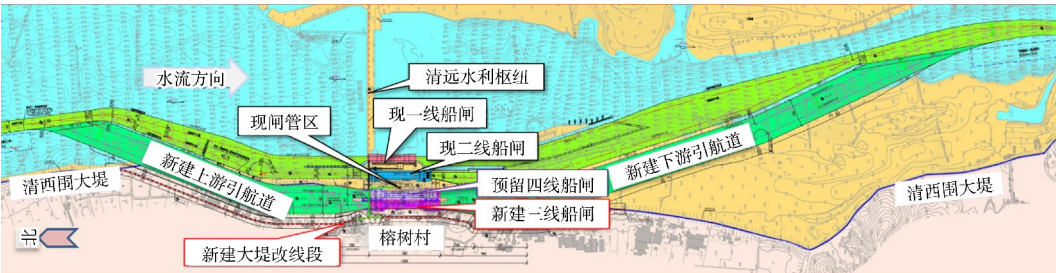 水流方向
清远水利枢纽
现一线船闸
现闸管区
现二线船闸
新建上游引航道
新建下游引航道
预留四线船闸
清西围大堤
清西围大堤
新建三线船闸
北
榕树村
新建大堤改线段